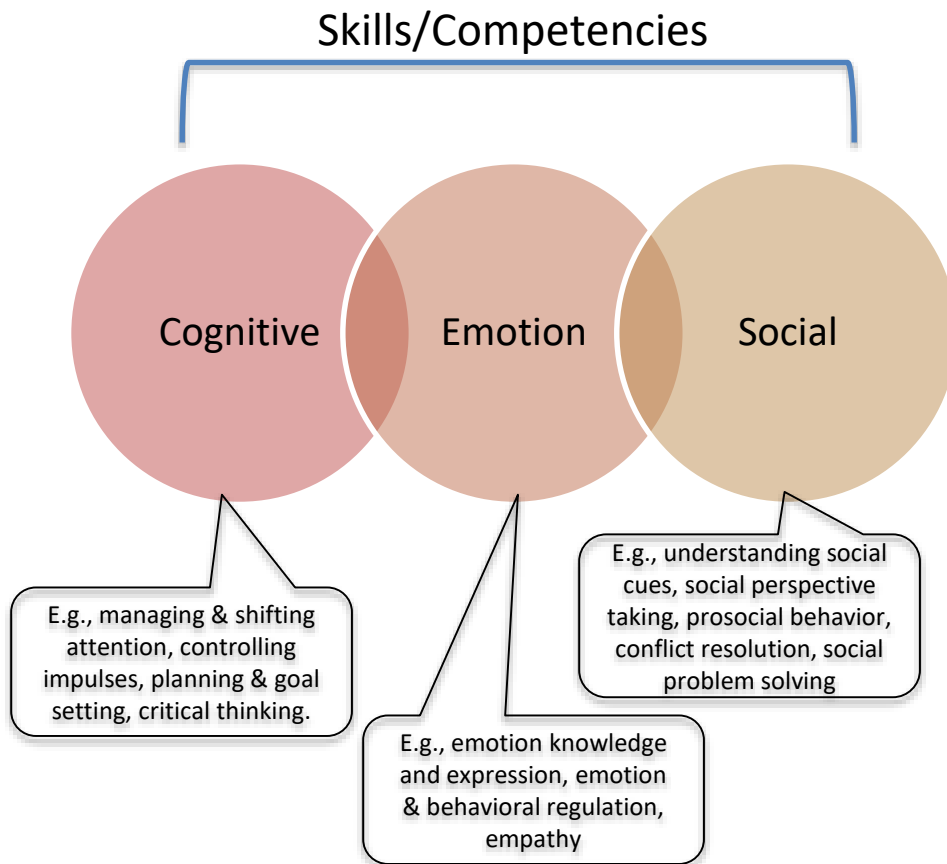 Skills/Competencies
Cognitive
Emotion
Social
E.g., managing & shifting
attention, controlling
impulses, planning & goal
setting, critical thinking.
E.g., emotion knowledge
and expression, emotion
& behavioral regulation,
empathy
E.g., understanding social
cues, social perspective
taking, prosocial behavior,
conflict resolution, social
problem solving